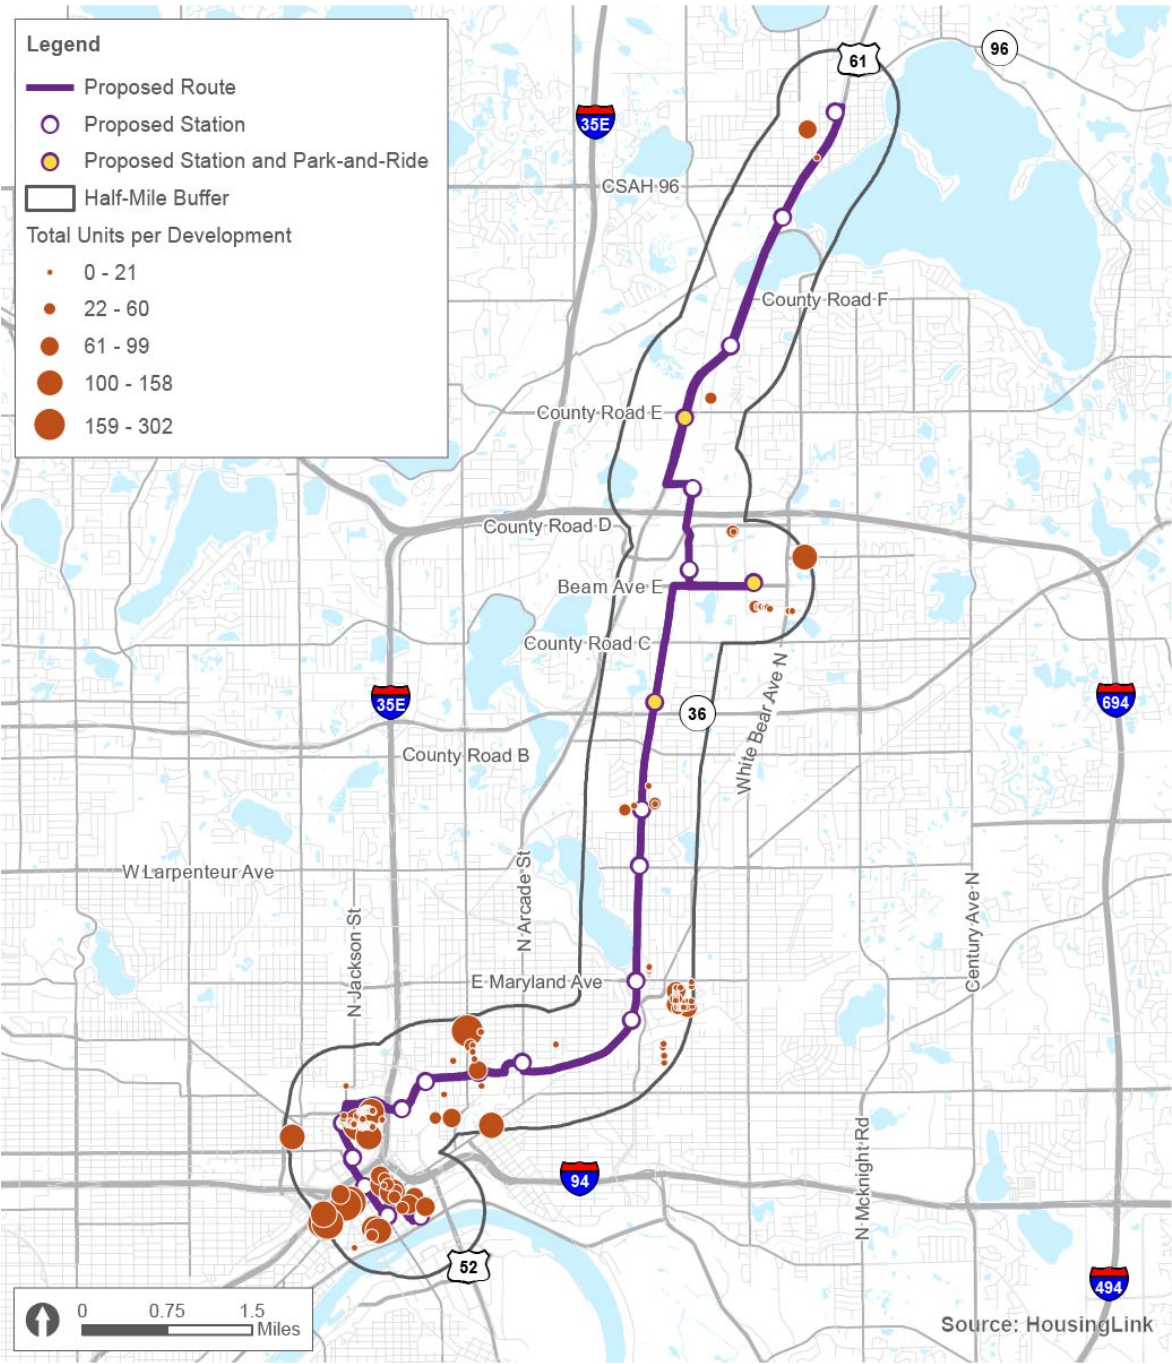 Legend
Proposed Route
Proposed Station
Proposed Station and Park-and-Ride
Half-Mile Buffer
Total Units per Development
0 - 21
22 - 60
61 - 99
100 - 158
159 - 302
61
96
35E
CSAH 96
County Road F
County Road E
County Road D
Beam Ave E
County Road C
35E
36
694
White Bear Ave N
County Road B
W Larpenteur Ave
N Arcade St
Century Ave N
N Jackson St
E Maryland Ave
N Mcknight Rd
94
52
494
0 0.75 1.5
Miles
Source: HousingLink